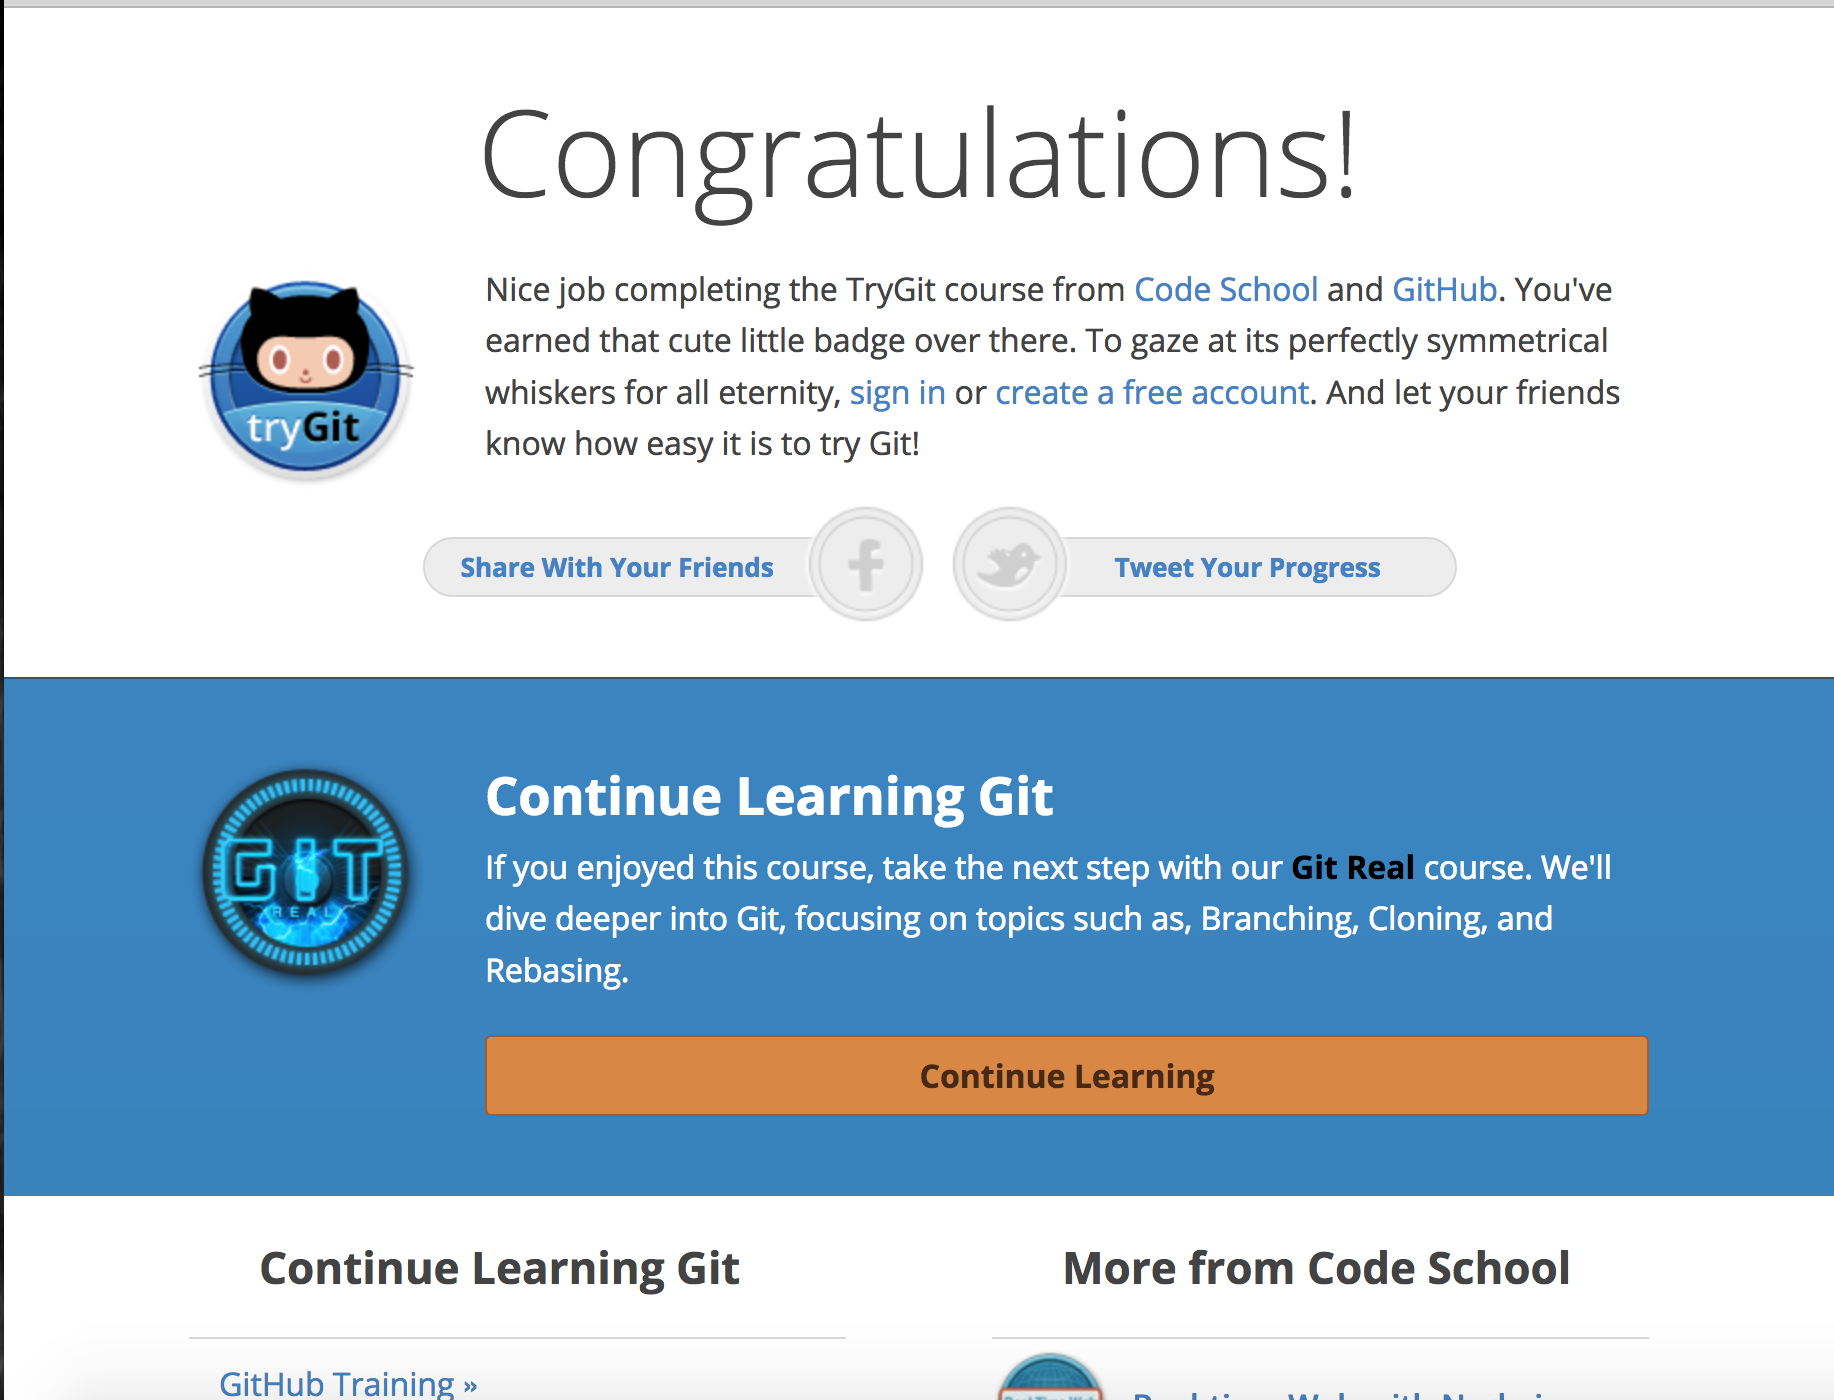 Congratulations!
Nice job completing the TryGit course from Code School and GitHub. You've
earned that cute little badge over there. To gaze at its perfectly symmetrical
whiskers for all eternity, sign in or create a free account. And let your friends
know how easy it is to try Git!
tryGit
Share With Your Friends
Tweet Your Progress
Continue Learning Git
If you enjoyed this course, take the next step with our Git Real course. We'll
dive deeper into Git, focusing on topics such as, Branching, Cloning, and
Rebasing.
GIT
REAL
Continue Learning
Continue Learning Git
More from Code School
GitHub Training »